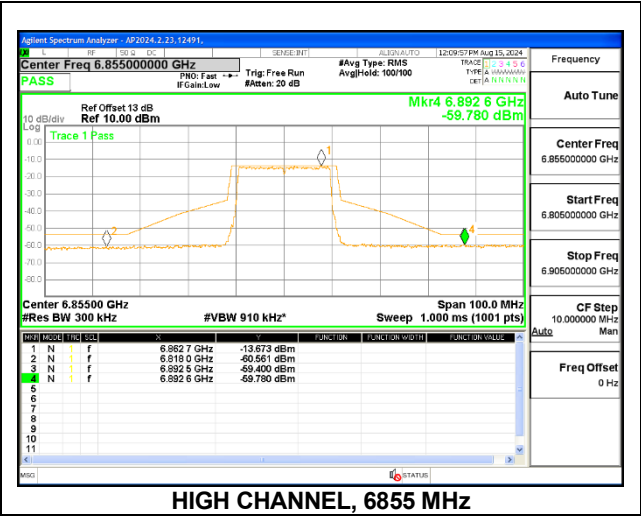 Agilent Spectrum Analyzer - AP2024.2.23,12491,
L RF 50 Ω DC SENSE:INT ALIGNAUTO 12:09:57 PM Aug 15, 2024
Center Freq 6.855000000 GHz #Avg Type: RMS TRACE 1 2 3 4 5 6
PASS PNO: Fast Trig: Free Run Avg|Hold: 100/100 TYPE A WWWWW
IFGain:Low #Atten: 20 dB DET A N N N N N
Ref Offset 13 dB Mkr4 6.892 6 GHz
10 dB/div Ref 10.00 dBm -59.780 dBm
Log
Trace 1 Pass
0.00
-10.0
-20.0
-30.0
-40.0
-50.0
-60.0
-70.0
-80.0
1
2
4
Center 6.85500 GHz Span 100.0 MHz
#Res BW 300 kHz #VBW 910 kHz* Sweep 1.000 ms (1001 pts)
MKR MODE TRC SCL X Y FUNCTION FUNCTION WIDTH FUNCTION VALUE
1 N 1 f 6.862 7 GHz -13.673 dBm
2 N 1 f 6.818 0 GHz -60.561 dBm
3 N 1 f 6.892 5 GHz -59.400 dBm
4 N 1 f 6.892 6 GHz -59.780 dBm
5
6
7
8
9
10
11
MSG STATUS
Frequency
Auto Tune
Center Freq
6.855000000 GHz
Start Freq
6.805000000 GHz
Stop Freq
6.905000000 GHz
CF Step
10.000000 MHz
Auto Man
Freq Offset
0 Hz
HIGH CHANNEL, 6855 MHz